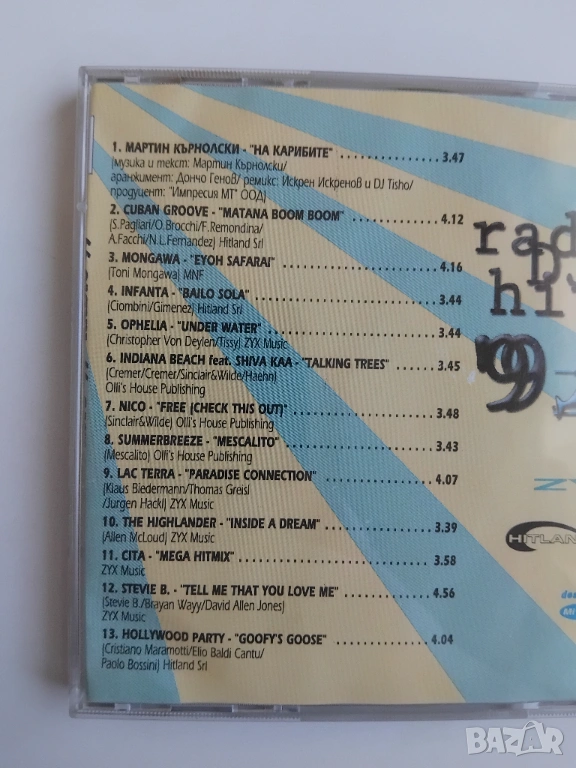 1. МАРТИН КЪРНОЛСКИ - "НА КАРИБИТЕ" .................. 3.47
(музика и текст: Мартин Кърнолски/
аранжимент: Дончо Генов/ ремикс: Искрен Искренов и DJ Tisho/
продуцент: "Импресия МТ" ООД)
2. CUBAN GROOVE - "MATANA BOOM BOOM" ................. 4.12
(S.Pagliari/O.Brocchi/F.Remondina/
A.Facchi/N.L.Fernandez) Hitland Srl
3. MONGAWA - "EYOH SAFARAI" ............................ 4.16
(Toni Mongawa) MNF
4. INFANTA - "BAILO SOLA" ............................... 3.44
(Ciombini/Gimenez) Hitland Srl
5. OPHELIA - "UNDER WATER" ............................. 3.44
(Christopher Von Deylen/Tissy) ZYX Music
6. INDIANA BEACH feat. SHIVA KAA - "TALKING TREES" ........ 3.45
(Cremer/Cremer/Sinclair&Wilde/Haehn)
Olli's House Publishing
7. NICO - "FREE (CHECK THIS OUT)" ........................ 3.48
(Sinclair&Wilde) Olli's House Publishing
8. SUMMERBREEZE - "MESCALITO" ......................... 3.43
(Mescalito) Olli's House Publishing
9. LAC TERRA - "PARADISE CONNECTION" ................... 4.07
(Klaus Biedermann/Thomas Greisl
/Jurgen Hackl) ZYX Music
10. THE HIGHLANDER - "INSIDE A DREAM" ................... 3.39
(Allen McLoud) ZYX Music
11. CITA - "MEGA HITMIX" ................................. 3.58
ZYX Music
12. STEVIE B. - "TELL ME THAT YOU LOVE ME" ............... 4.56
(Stevie B./Brayan Wayy/David Allen Jones)
ZYX Music
13. HOLLYWOOD PARTY - "GOOFY'S GOOSE" ................. 4.04
(Cristiano Maramotti/Elio Baldi Cantu/
Paolo Bossini) Hitland Srl
'99
HITLAN
BAZAR